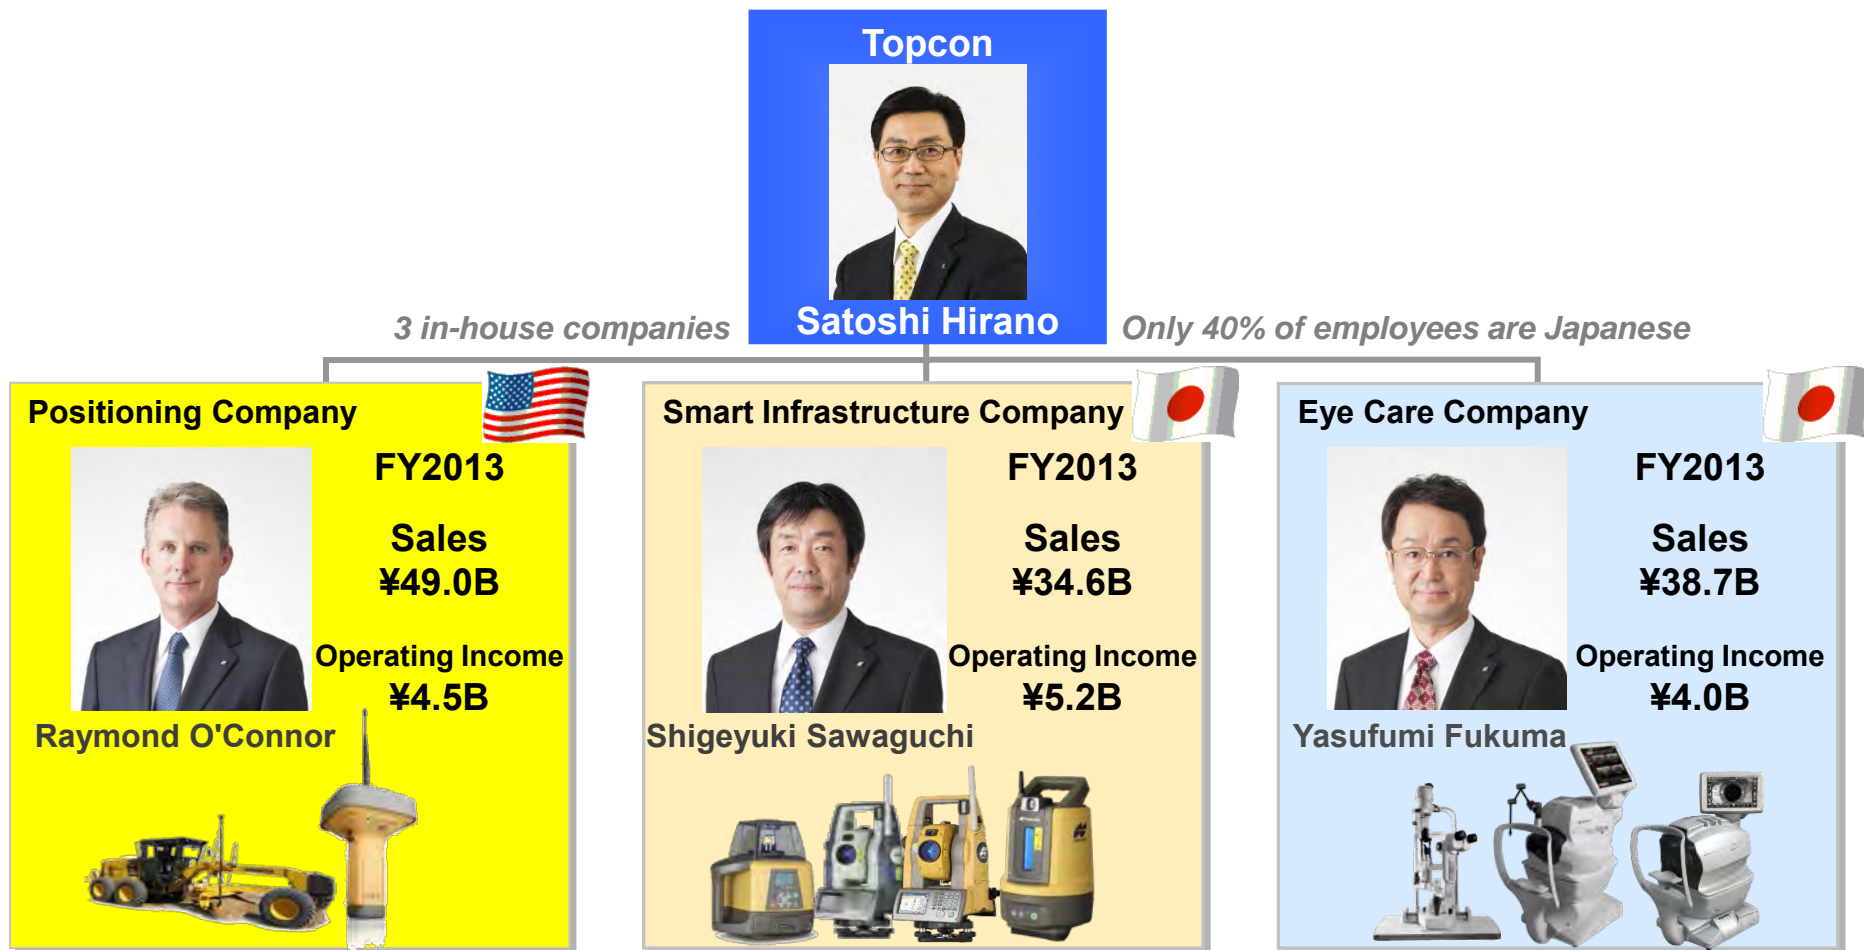 Topcon
Satoshi Hirano
3 in-house companies
Only 40% of employees are Japanese
Positioning Company
FY2013
Sales
¥49.0B
Operating Income
¥4.5B
Raymond O'Connor
Smart Infrastructure Company
FY2013
Sales
¥34.6B
Operating Income
¥5.2B
Shigeyuki Sawaguchi
Eye Care Company
FY2013
Sales
¥38.7B
Operating Income
¥4.0B
Yasufumi Fukuma